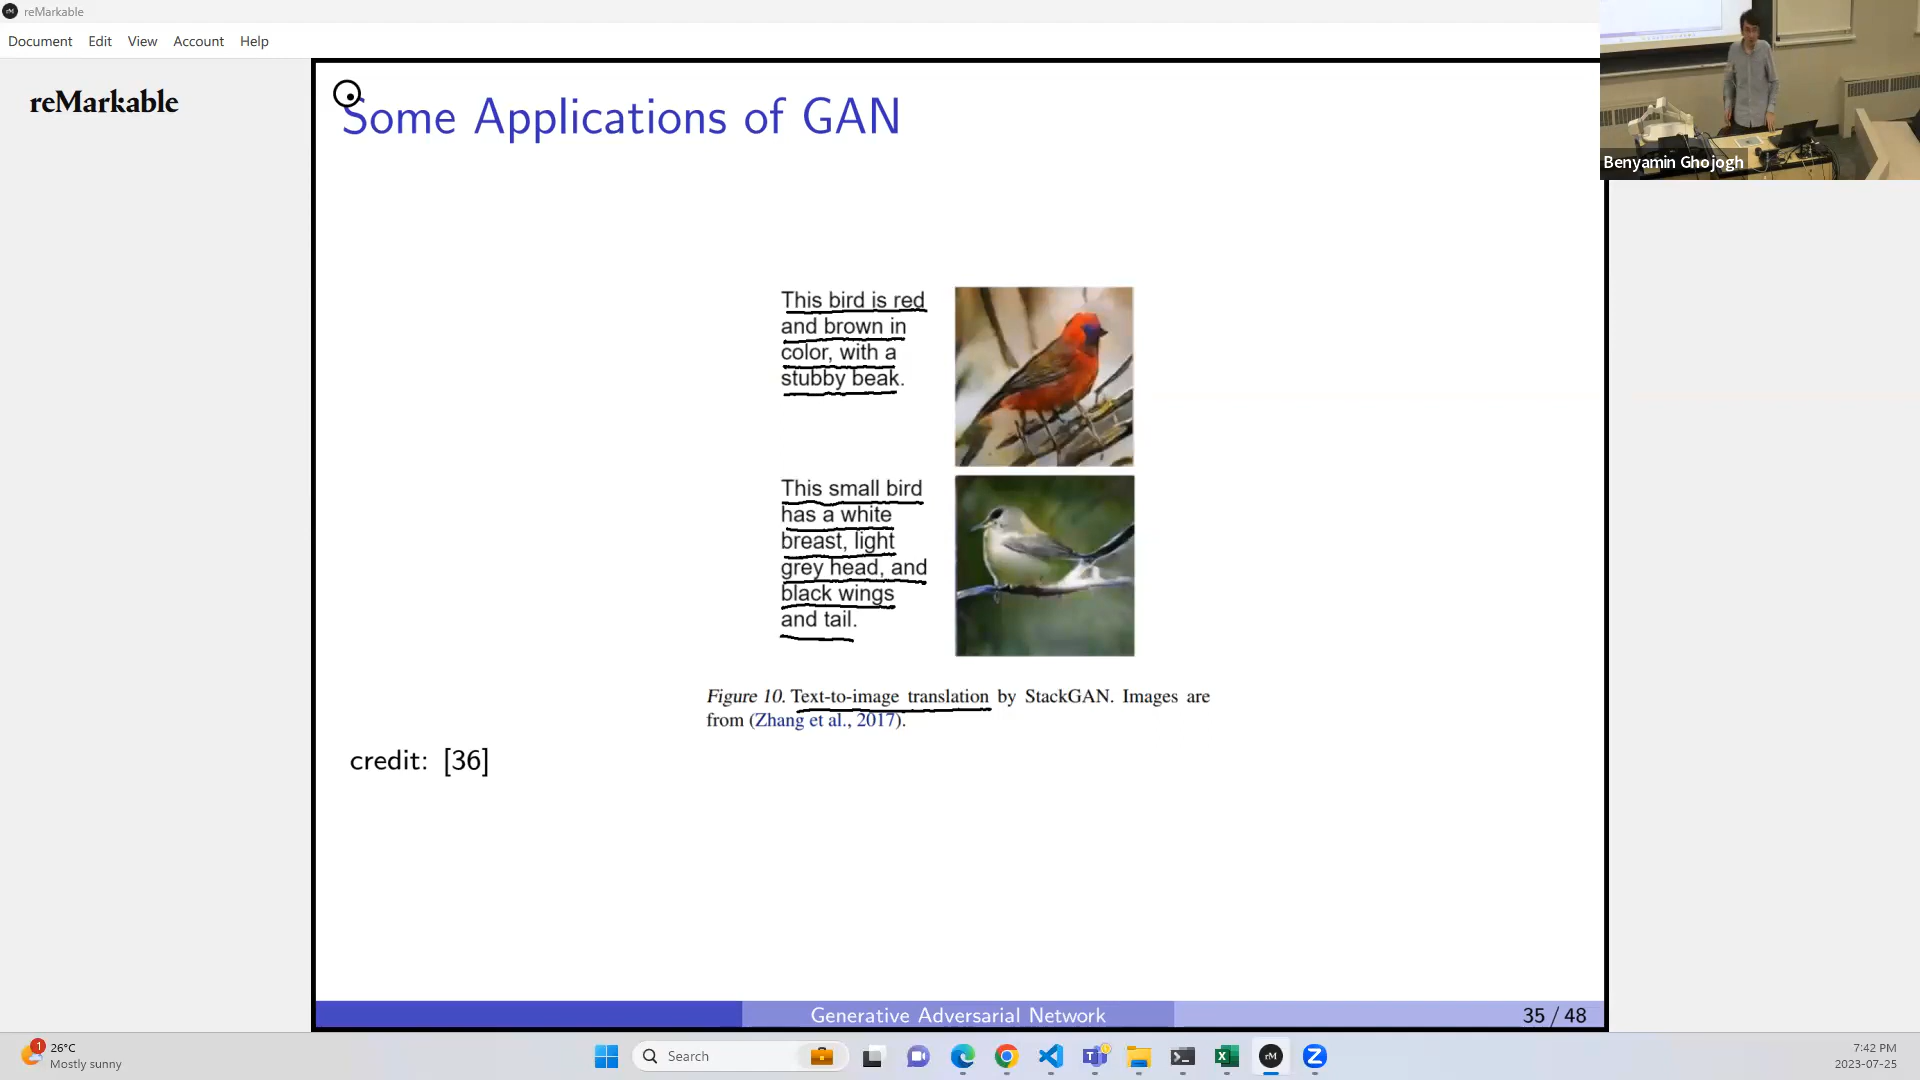 reMarkable
Document Edit View Account Help
reMarkable
Benyamin Ghojogh
Some Applications of GAN
This bird is red
and brown in
color, with a
stubby beak.
This small bird
has a white
breast, light
grey head, and
black wings
and tail.
Figure 10. Text-to-image translation by StackGAN. Images are
from (Zhang et al., 2017).
credit: [36]
Generative Adversarial Network
35 / 48
1
26°C
Mostly sunny
Search
rM
7:42 PM
2023-07-25